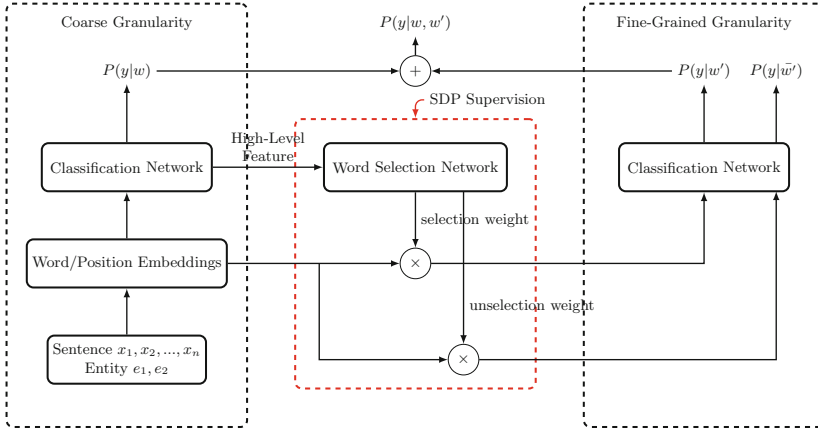 Coarse Granularity
P(y|w, w′)
Fine-Grained Granularity
P(y|w)
+
P(y|w′)
P(y|w̄′)
SDP Supervision
High-Level
Feature
Classification Network
Word Selection Network
Classification Network
selection weight
Word/Position Embeddings
×
unselection weight
Sentence x₁, x₂, ..., xₙ
Entity e₁, e₂
×